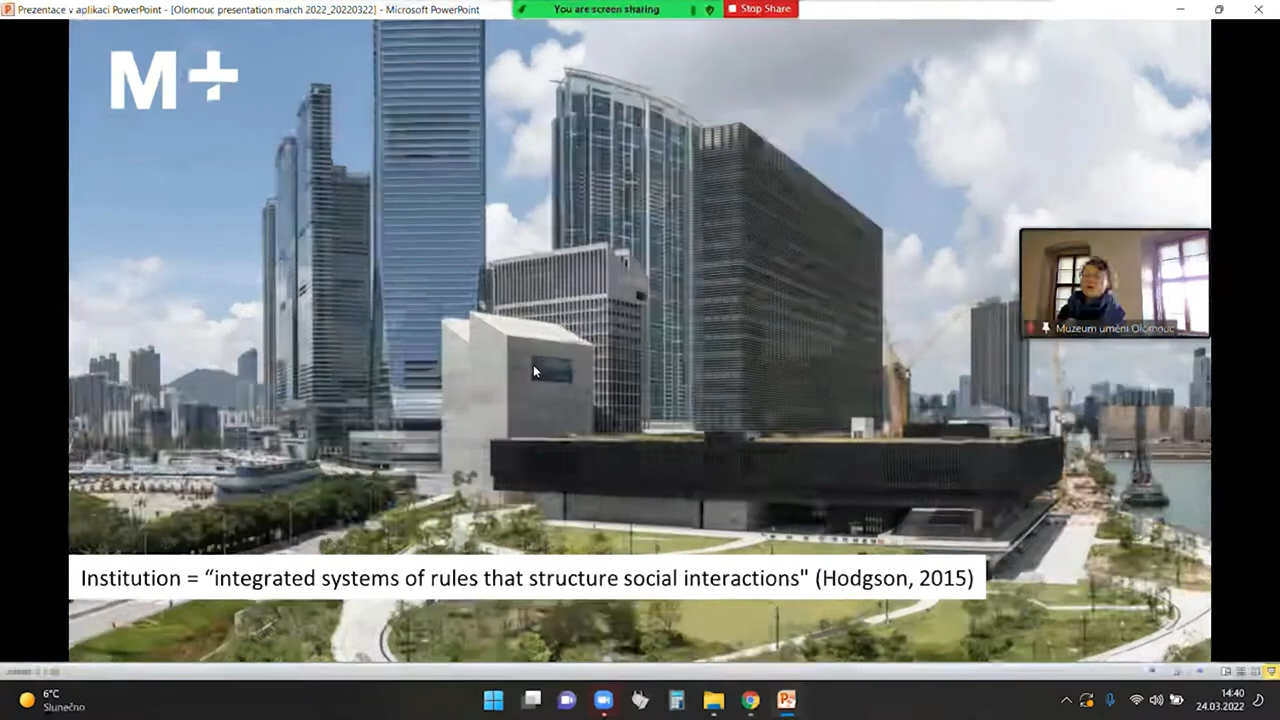 Prezentace v aplikaci PowerPoint - [Olomouc presentation march 2022_20220322] - Microsoft PowerPoint
You are screen sharing
Stop Share
M+
Muzeum umění Olomouc
Institution = “integrated systems of rules that structure social interactions" (Hodgson, 2015)
6°C
Slunečno
14:40
24.03.2022